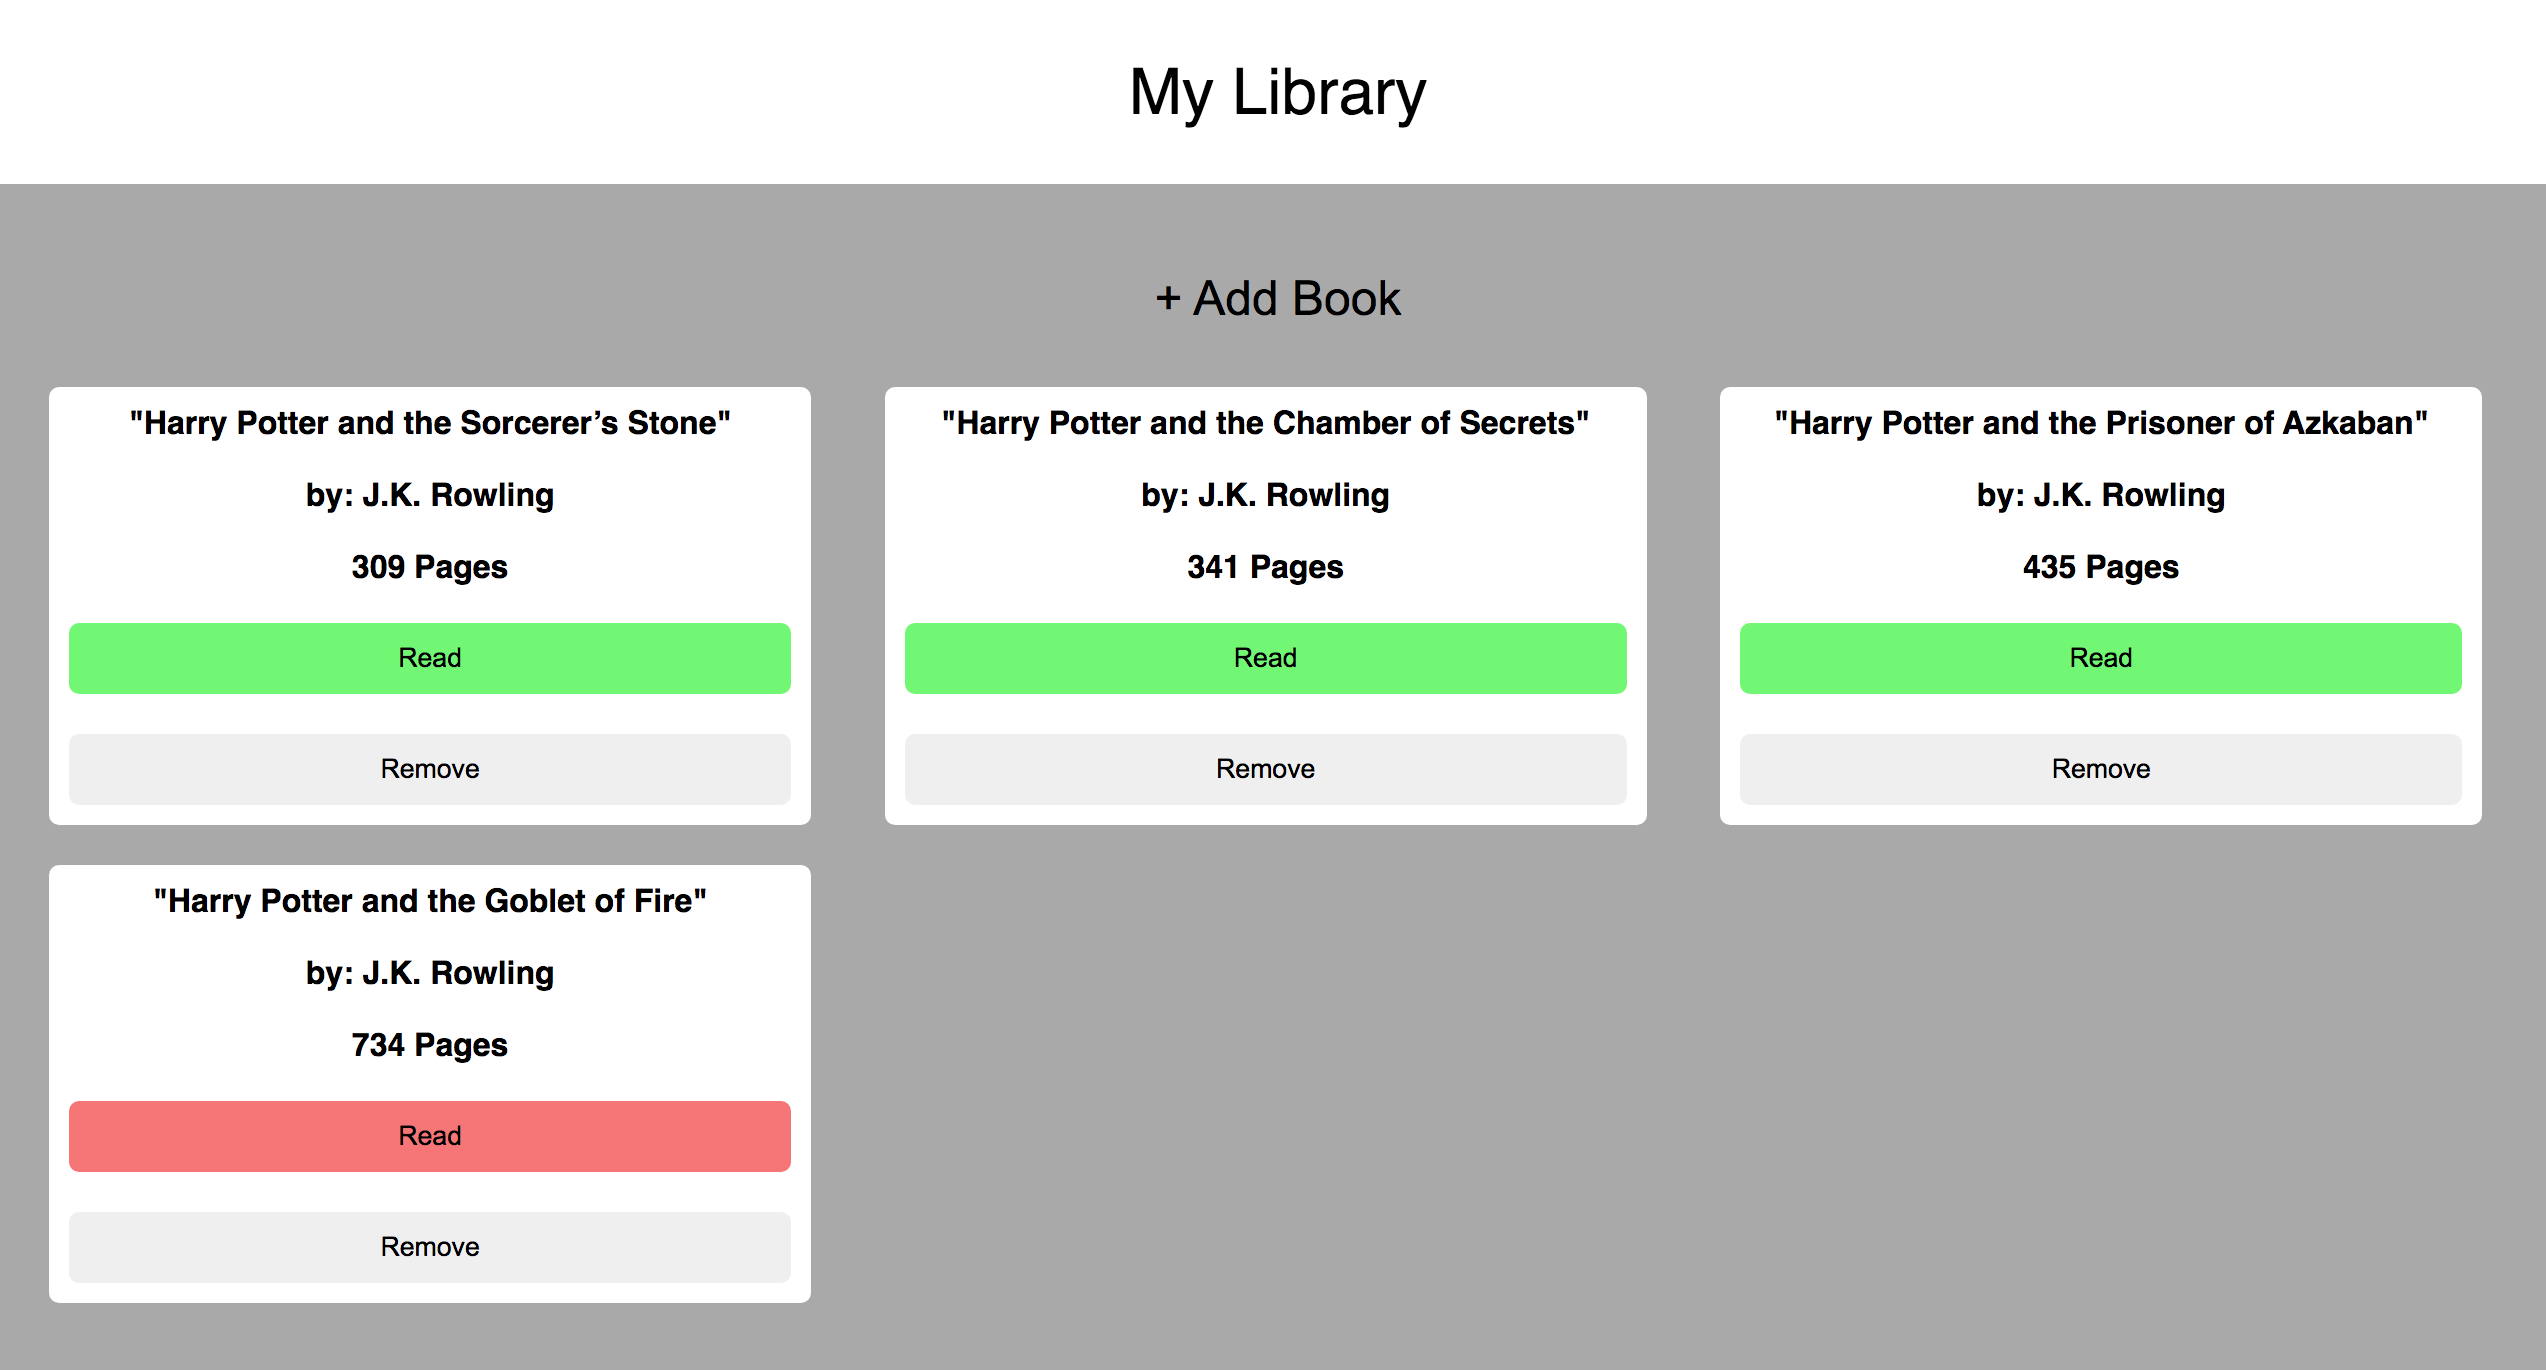 My Library
+ Add Book
"Harry Potter and the Sorcerer’s Stone"
by: J.K. Rowling
309 Pages
Read
Remove
"Harry Potter and the Chamber of Secrets"
by: J.K. Rowling
341 Pages
Read
Remove
"Harry Potter and the Prisoner of Azkaban"
by: J.K. Rowling
435 Pages
Read
Remove
"Harry Potter and the Goblet of Fire"
by: J.K. Rowling
734 Pages
Read
Remove